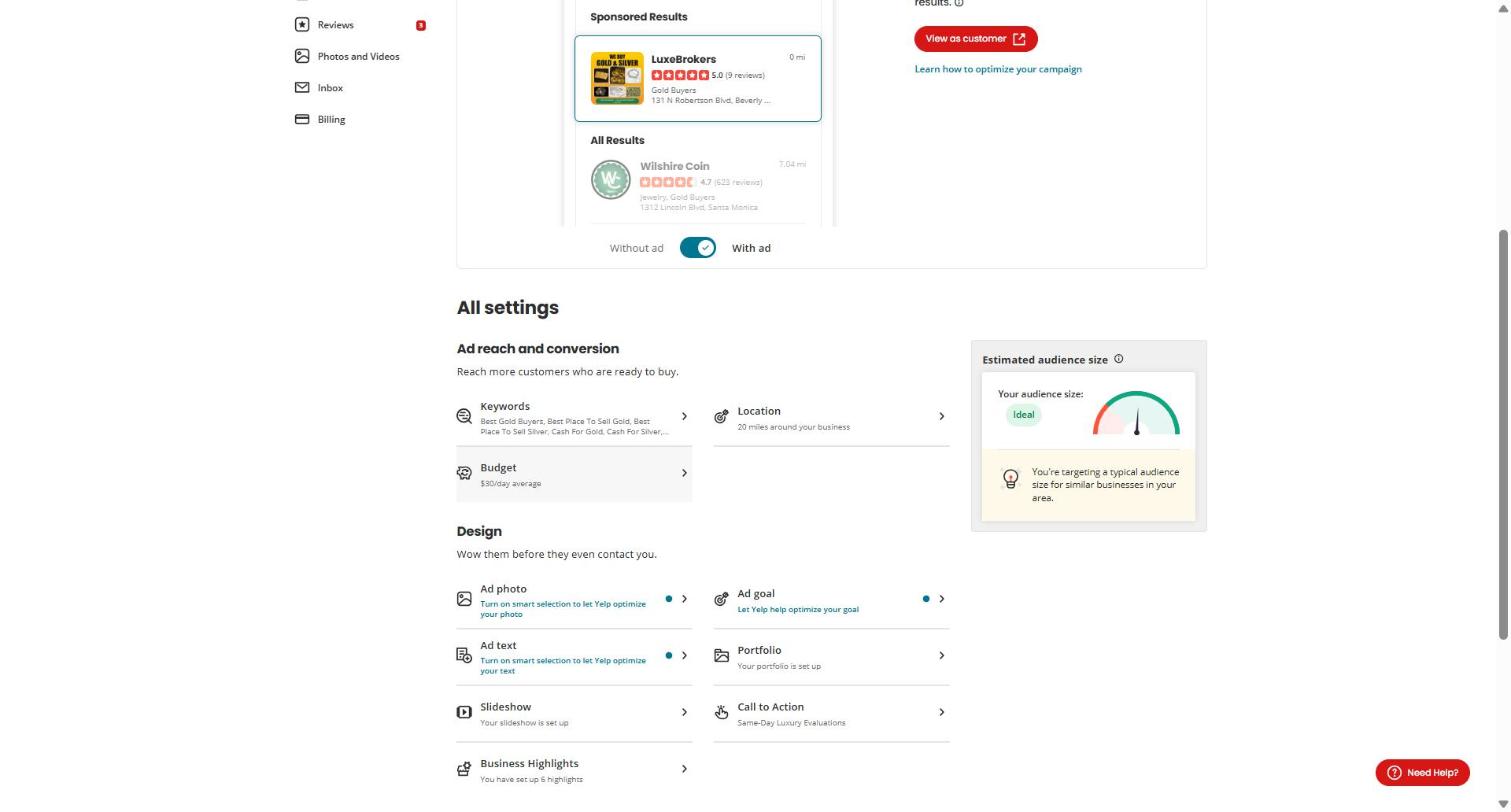 results.
Reviews
3
Photos and Videos
Inbox
Billing
Sponsored Results
WE BUY
GOLD & SILVER
LuxeBrokers
0 mi
5.0 (9 reviews)
Gold Buyers
131 N Robertson Blvd, Beverly ...
All Results
WC
Wilshire Coin
7.04 mi
4.7 (623 reviews)
Jewelry, Gold Buyers
1312 Lincoln Blvd, Santa Monica
Without ad
With ad
View as customer
Learn how to optimize your campaign
All settings
Ad reach and conversion
Reach more customers who are ready to buy.
Keywords
Best Gold Buyers, Best Place To Sell Gold, Best
Place To Sell Silver, Cash For Gold, Cash For Silver,...
Location
20 miles around your business
Budget
$30/day average
Estimated audience size
Your audience size:
Ideal
You're targeting a typical audience
size for similar businesses in your
area.
Design
Wow them before they even contact you.
Ad photo
Turn on smart selection to let Yelp optimize
your photo
Ad goal
Let Yelp help optimize your goal
Ad text
Turn on smart selection to let Yelp optimize
your text
Portfolio
Your portfolio is set up
Slideshow
Your slideshow is set up
Call to Action
Same-Day Luxury Evaluations
Business Highlights
You have set up 6 highlights
Need Help?